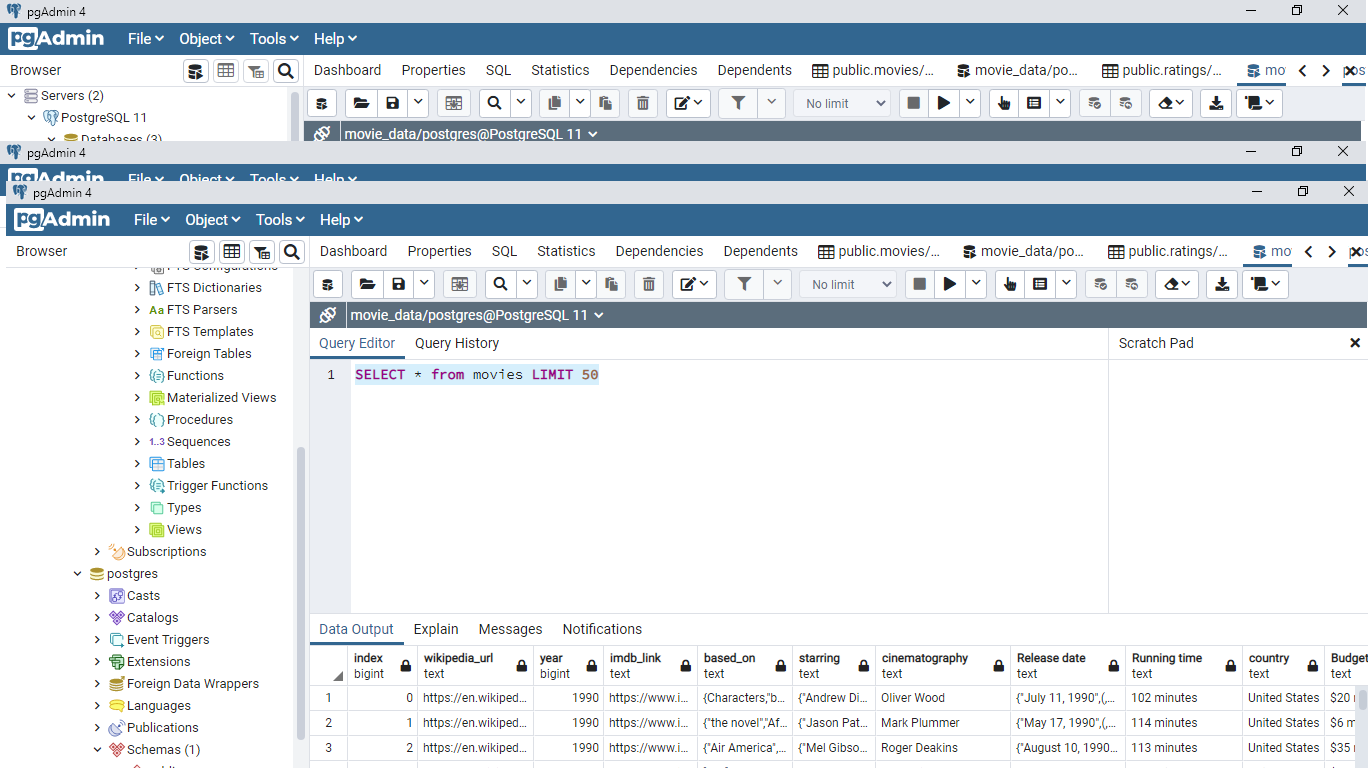 pgAdmin 4
pgAdmin File Object Tools Help
Browser Dashboard Properties SQL Statistics Dependencies Dependents public.movies/... movie_data/po... public.ratings/... mo pos
Servers (2)
No limit
PostgreSQL 11
movie_data/postgres@PostgreSQL 11
Databases (3)
pgAdmin 4
pgAdmin File Object Tools Help
pgAdmin 4
pgAdmin File Object Tools Help
Browser Dashboard Properties SQL Statistics Dependencies Dependents public.movies/... movie_data/po... public.ratings/... mo pos
FTS Configurations
FTS Dictionaries
No limit
FTS Parsers
movie_data/postgres@PostgreSQL 11
FTS Templates
Query Editor Query History Scratch Pad
Foreign Tables
Functions
1 SELECT * from movies LIMIT 50
Materialized Views
Procedures
1..3 Sequences
Tables
Trigger Functions
Types
Views
Subscriptions
postgres
Casts
Catalogs
Event Triggers
Extensions
Foreign Data Wrappers
Languages
Publications
Schemas (1)
Data Output Explain Messages Notifications
index wikipedia_url year imdb_link based_on starring cinematography Release date Running time country Budget
bigint text bigint text text text text text text text text
1 0 https://en.wikiped... 1990 https://www.i... {Characters,"b... {"Andrew Di... Oliver Wood {"July 11, 1990",(,... 102 minutes United States $20 m
2 1 https://en.wikiped... 1990 https://www.i... {"the novel","Af... {"Jason Pat... Mark Plummer {"May 17, 1990",(,... 114 minutes United States $6 m
3 2 https://en.wikiped... 1990 https://www.i... {"Air America",... {"Mel Gibso... Roger Deakins {"August 10, 1990... 113 minutes United States $35